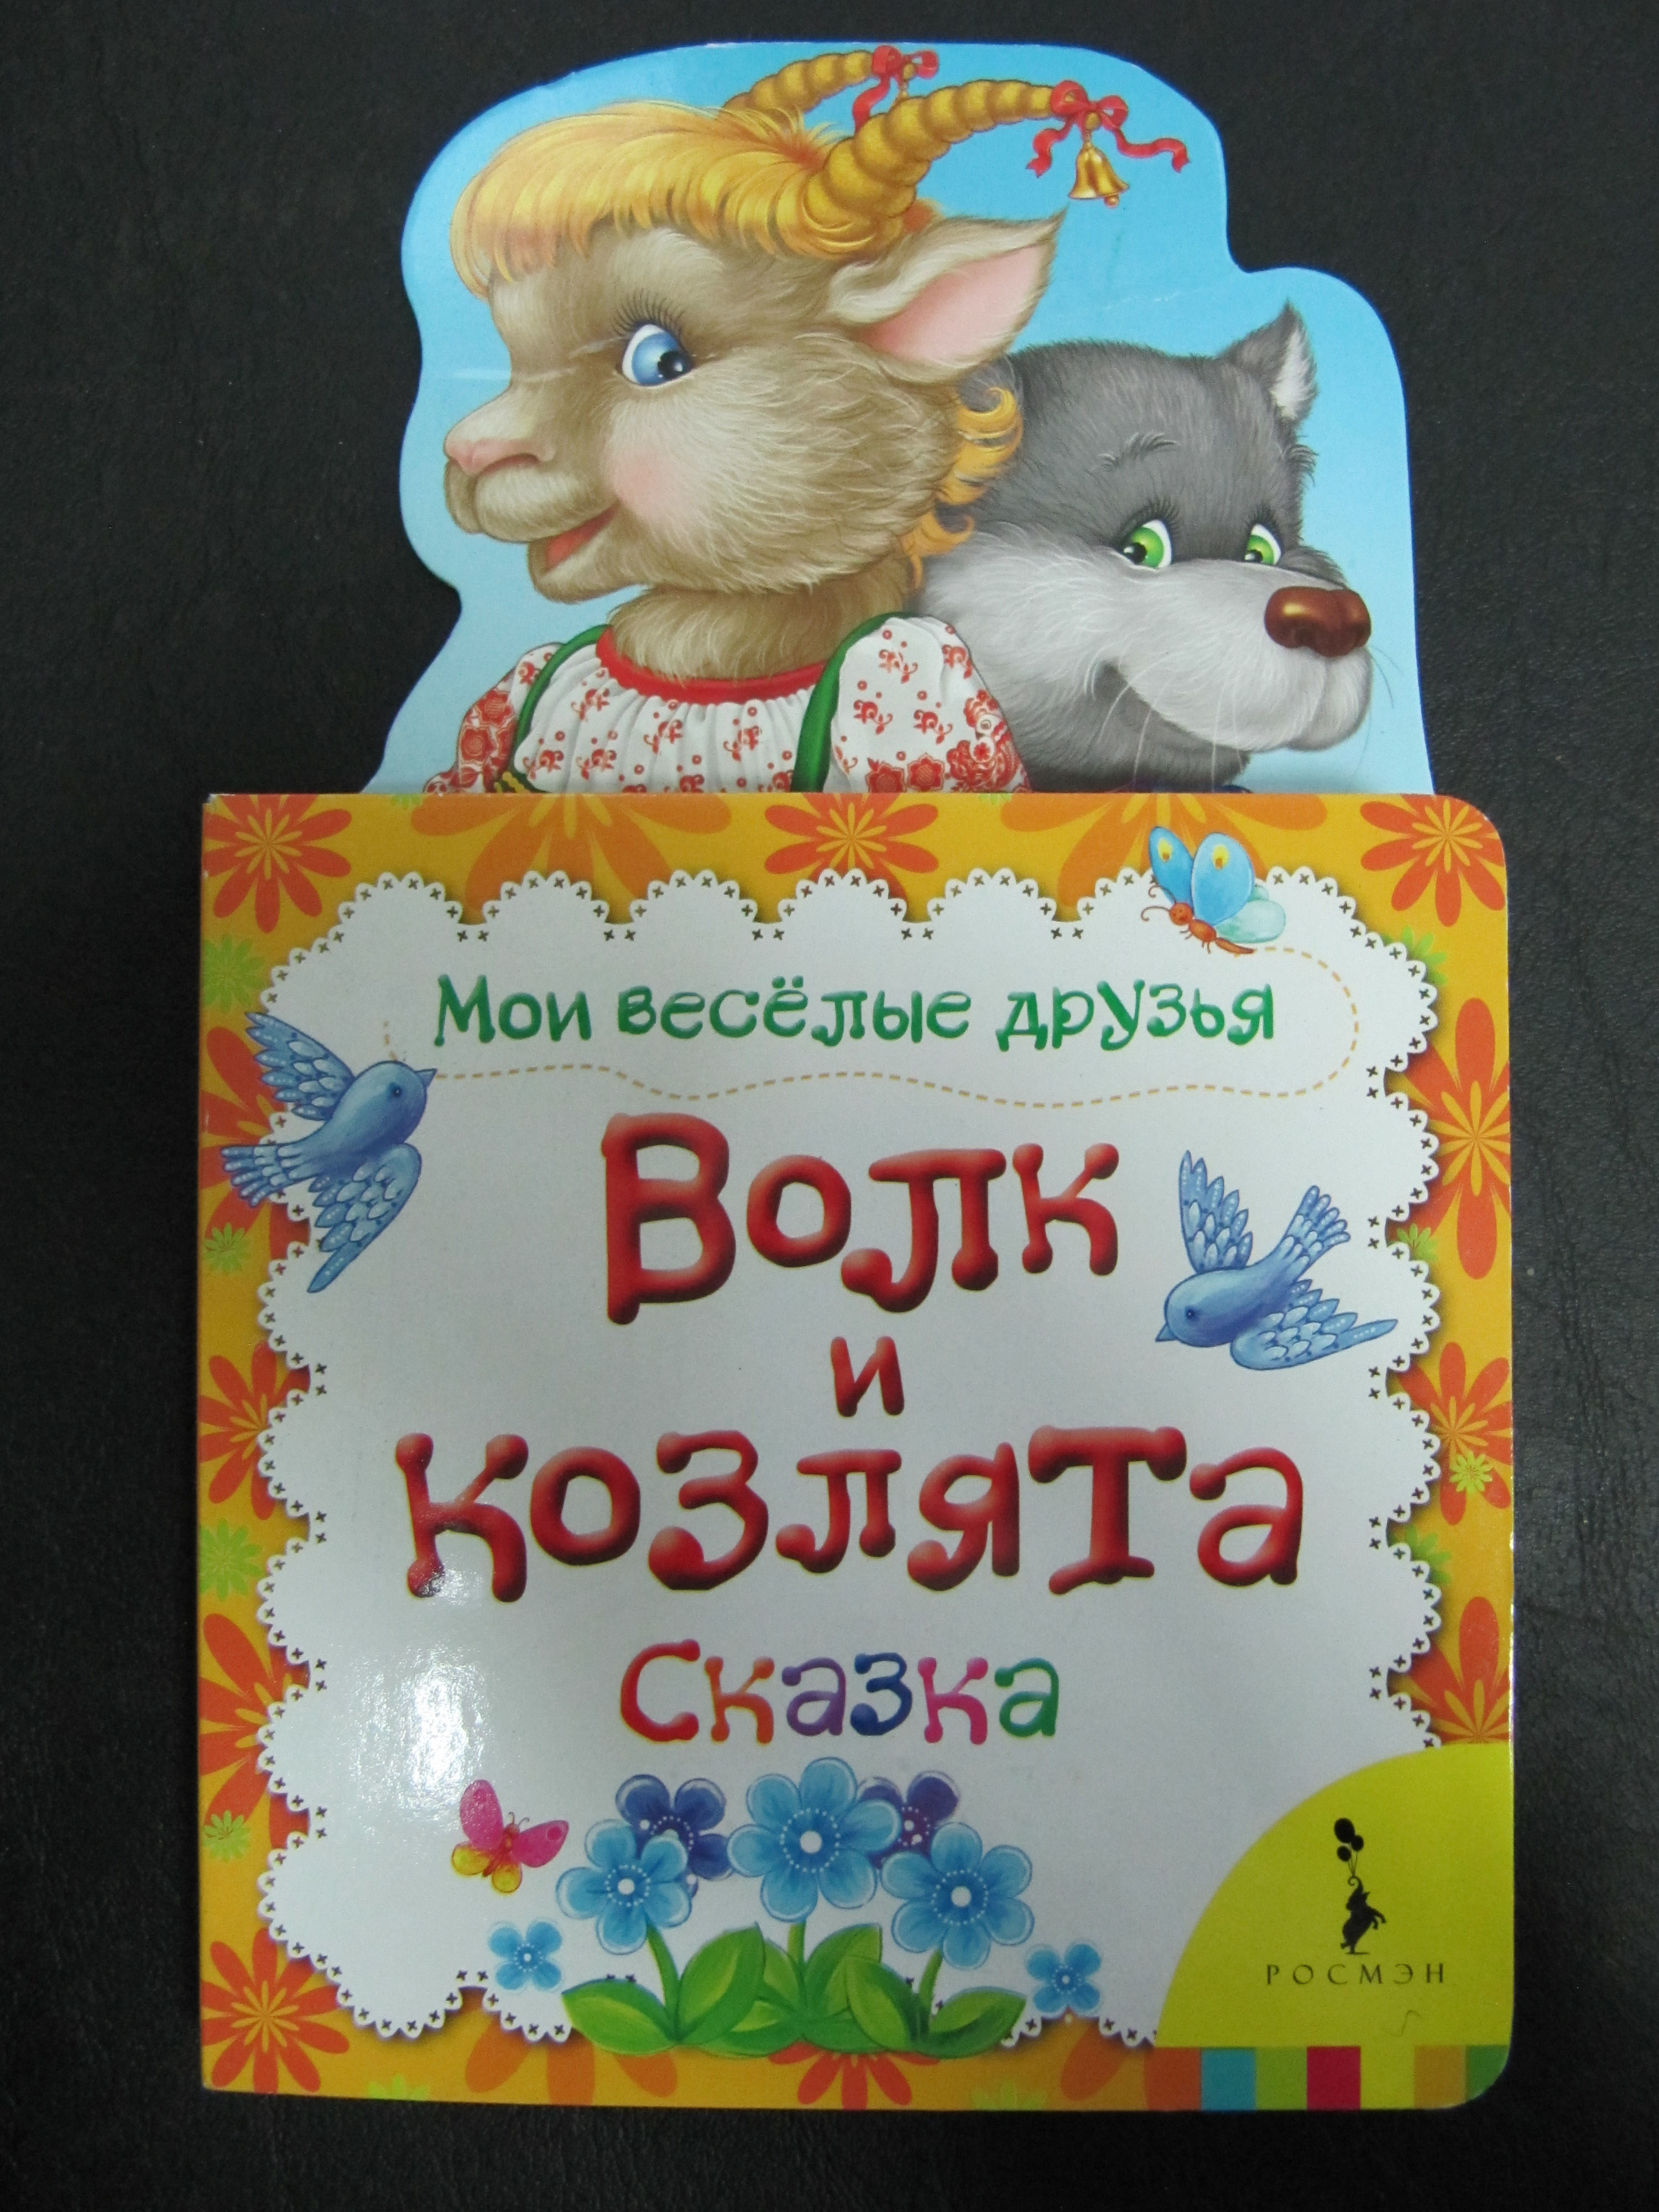 Мои весёлые друзья
Волк
и
козлята
Сказка
РОСМЭН